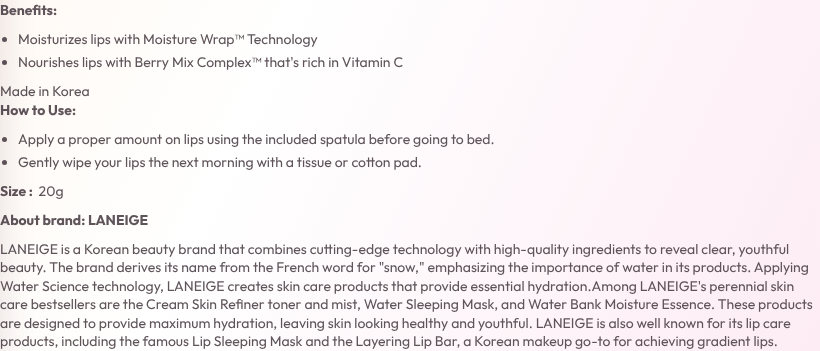 Benefits:
• Moisturizes lips with Moisture Wrap™ Technology
• Nourishes lips with Berry Mix Complex™ that's rich in Vitamin C
Made in Korea
How to Use:
• Apply a proper amount on lips using the included spatula before going to bed.
• Gently wipe your lips the next morning with a tissue or cotton pad.
Size : 20g
About brand: LANEIGE
LANEIGE is a Korean beauty brand that combines cutting-edge technology with high-quality ingredients to reveal clear, youthful
beauty. The brand derives its name from the French word for "snow," emphasizing the importance of water in its products. Applying
Water Science technology, LANEIGE creates skin care products that provide essential hydration.Among LANEIGE's perennial skin
care bestsellers are the Cream Skin Refiner toner and mist, Water Sleeping Mask, and Water Bank Moisture Essence. These products
are designed to provide maximum hydration, leaving skin looking healthy and youthful. LANEIGE is also well known for its lip care
products, including the famous Lip Sleeping Mask and the Layering Lip Bar, a Korean makeup go-to for achieving gradient lips.